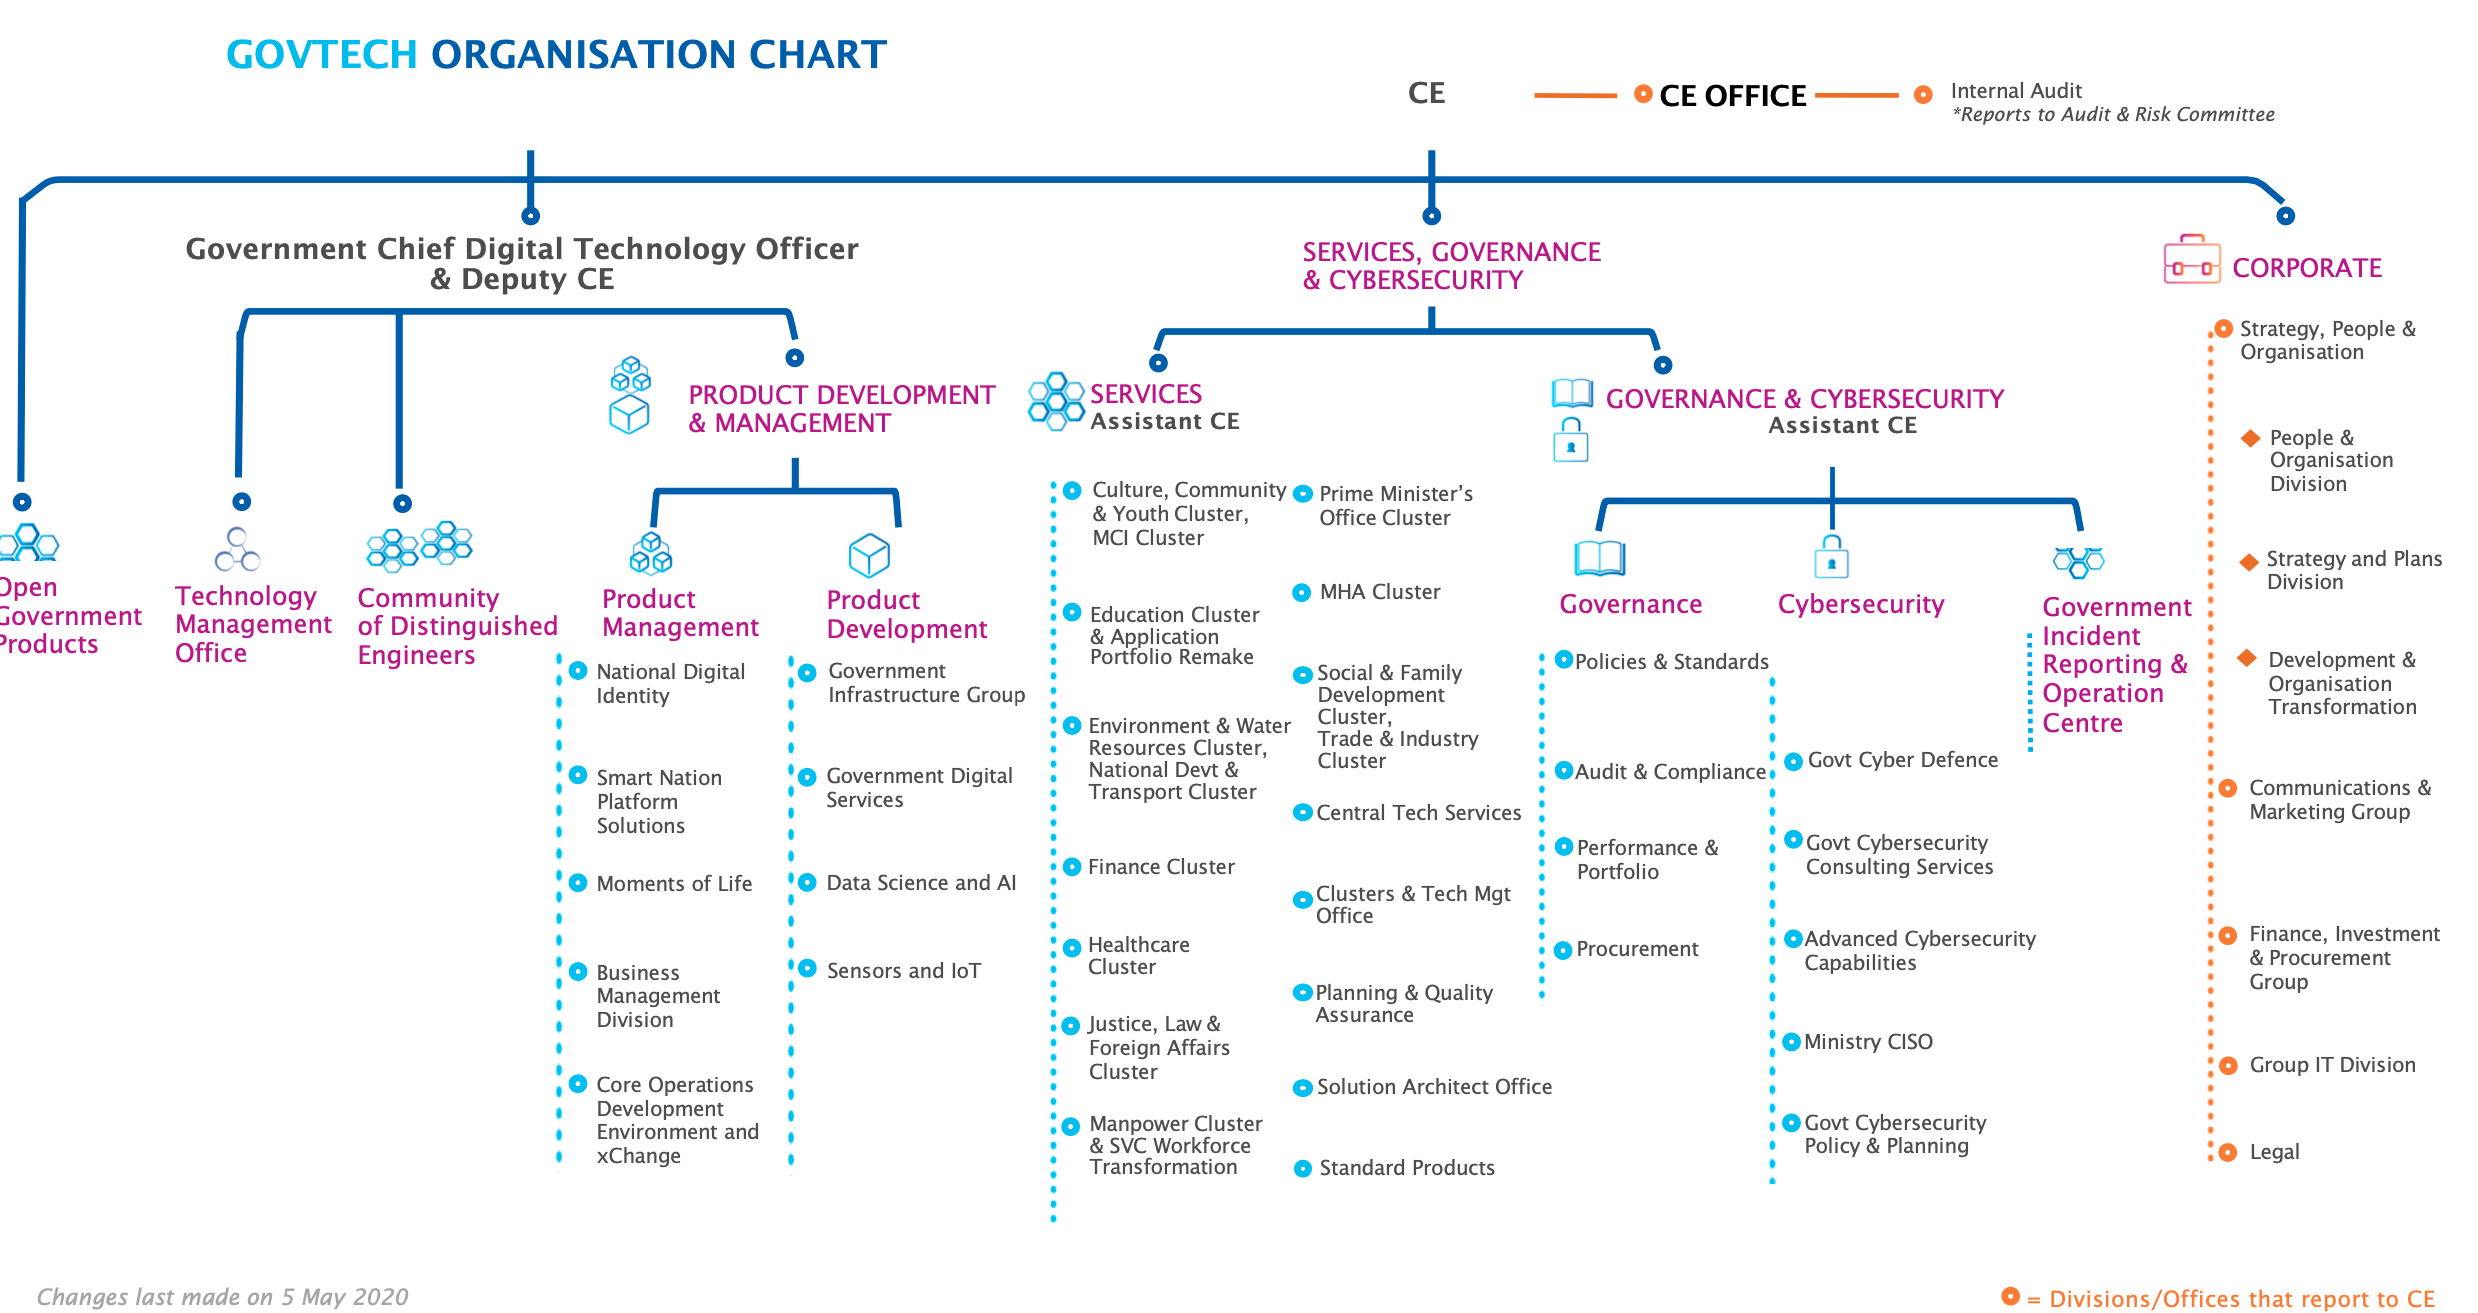 GOVTECH ORGANISATION CHART
CE
CE OFFICE
Internal Audit
*Reports to Audit & Risk Committee
Government Chief Digital Technology Officer
& Deputy CE
SERVICES, GOVERNANCE
& CYBERSECURITY
CORPORATE
Open
Government
Products
Technology
Management
Office
Community
of Distinguished
Engineers
PRODUCT DEVELOPMENT
& MANAGEMENT
Product
Management
National Digital
Identity
Smart Nation
Platform
Solutions
Moments of Life
Business
Management
Division
Core Operations
Development
Environment and
xChange
Product
Development
Government
Infrastructure Group
Government Digital
Services
Data Science and AI
Sensors and IoT
SERVICES
Assistant CE
Culture, Community
& Youth Cluster,
MCI Cluster
Education Cluster
& Application
Portfolio Remake
Environment & Water
Resources Cluster,
National Devt &
Transport Cluster
Finance Cluster
Healthcare
Cluster
Justice, Law &
Foreign Affairs
Cluster
Manpower Cluster
& SVC Workforce
Transformation
Prime Minister’s
Office Cluster
MHA Cluster
Social & Family
Development
Cluster,
Trade & Industry
Cluster
Central Tech Services
Clusters & Tech Mgt
Office
Planning & Quality
Assurance
Solution Architect Office
Standard Products
GOVERNANCE & CYBERSECURITY
Assistant CE
Governance
Policies & Standards
Audit & Compliance
Performance &
Portfolio
Procurement
Cybersecurity
Govt Cyber Defence
Govt Cybersecurity
Consulting Services
Advanced Cybersecurity
Capabilities
Ministry CISO
Govt Cybersecurity
Policy & Planning
Government
Incident
Reporting &
Operation
Centre
Strategy, People &
Organisation
People &
Organisation
Division
Strategy and Plans
Division
Development &
Organisation
Transformation
Communications &
Marketing Group
Finance, Investment
& Procurement
Group
Group IT Division
Legal
Changes last made on 5 May 2020
= Divisions/Offices that report to CE